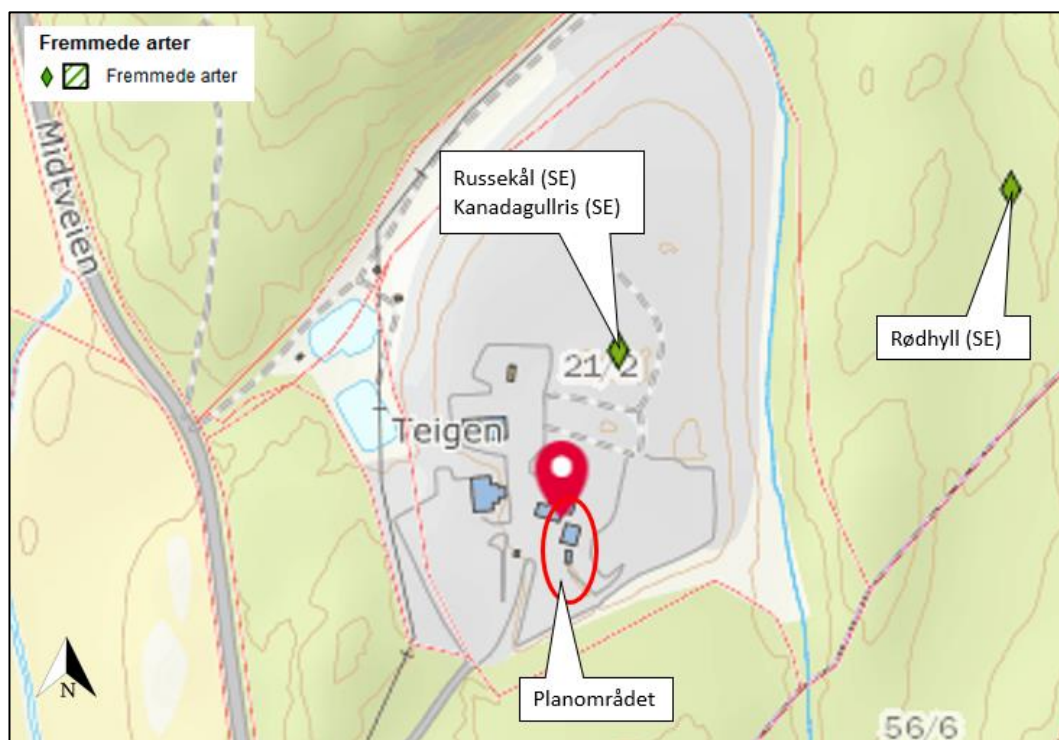 Fremmede arter
Fremmede arter
Midtveien
Russekål (SE)
Kanadagullris (SE)
Rødhyll (SE)
21/2
Teigen
Planområdet
N
56/6